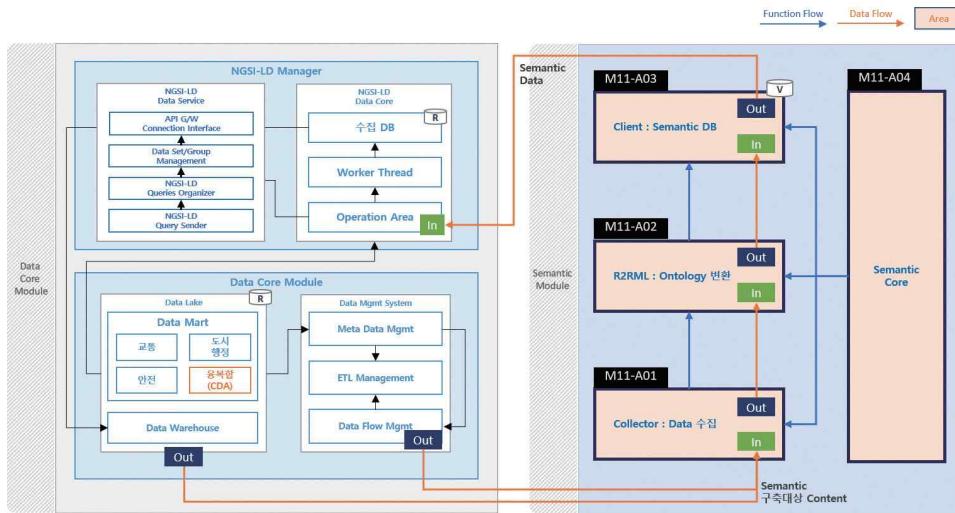 Function Flow
Data Flow
Area
Data
Core
Module
NGSI-LD Manager
NGSI-LD
Data Service
API G/W
Connection Interface
Data Set/Group
Management
NGSI-LD
Queries Organizer
NGSI-LD
Query Sender
NGSI-LD
Data Core
R
수집 DB
Worker Thread
Operation Area
In
Data Core Module
Data Lake
R
Data Mart
교통
도시
행정
안전
융복합
(CDA)
Data Warehouse
Out
Data Mgmt System
Meta Data Mgmt
ETL Management
Data Flow Mgmt
Out
Semantic
Data
Semantic
Module
M11-A03
V
Out
Client : Semantic DB
In
M11-A02
Out
R2RML : Ontology 변환
In
M11-A01
Out
Collector : Data 수집
In
M11-A04
Semantic
Core
Semantic
구축대상 Content